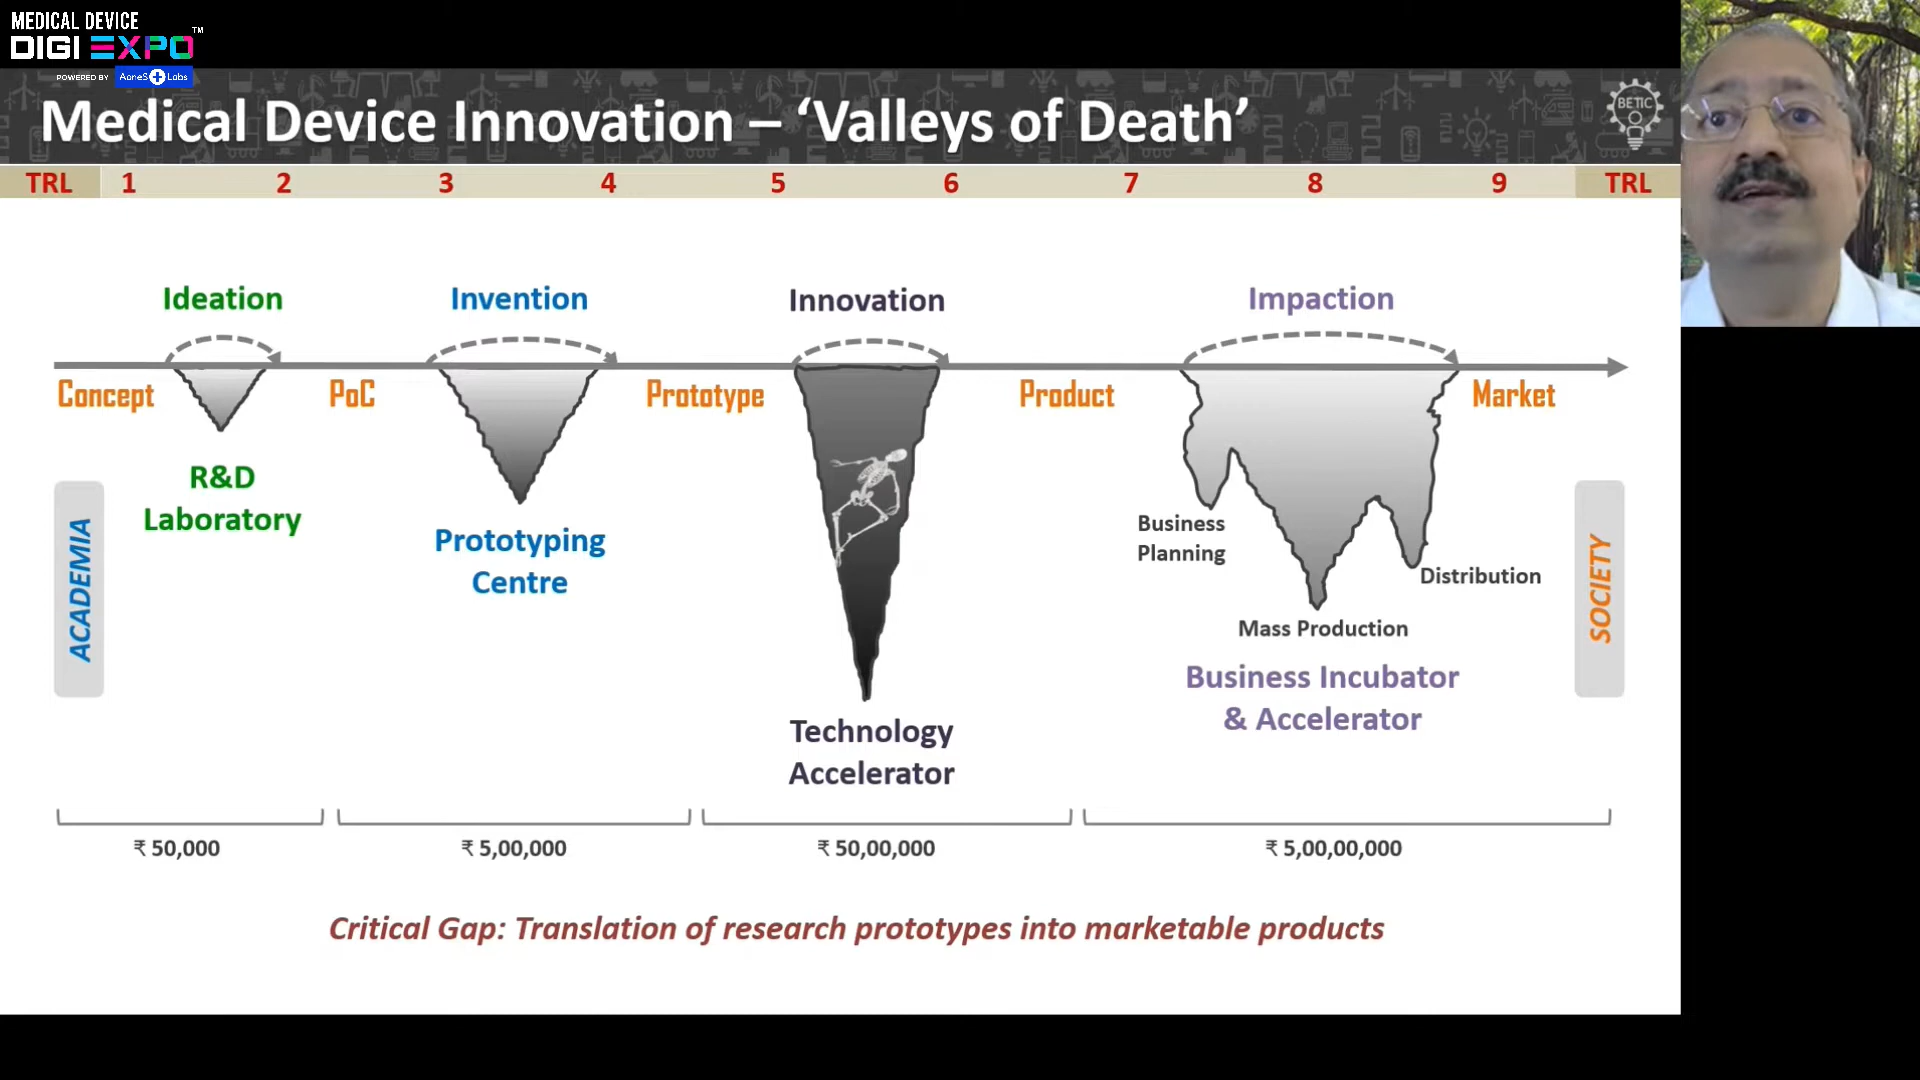 MEDICAL DEVICE
DIGI EXPO™
POWERED BY AoneS Labs
Medical Device Innovation – ‘Valleys of Death’
BETIC
TRL 1 2 3 4 5 6 7 8 9 TRL
Ideation Invention Innovation Impaction
Concept PoC Prototype Product Market
R&D
Laboratory
Prototyping
Centre
Technology
Accelerator
Business
Planning
Mass Production
Distribution
Business Incubator
& Accelerator
ACADEMIA
SOCIETY
₹ 50,000 ₹ 5,00,000 ₹ 50,00,000 ₹ 5,00,00,000
Critical Gap: Translation of research prototypes into marketable products